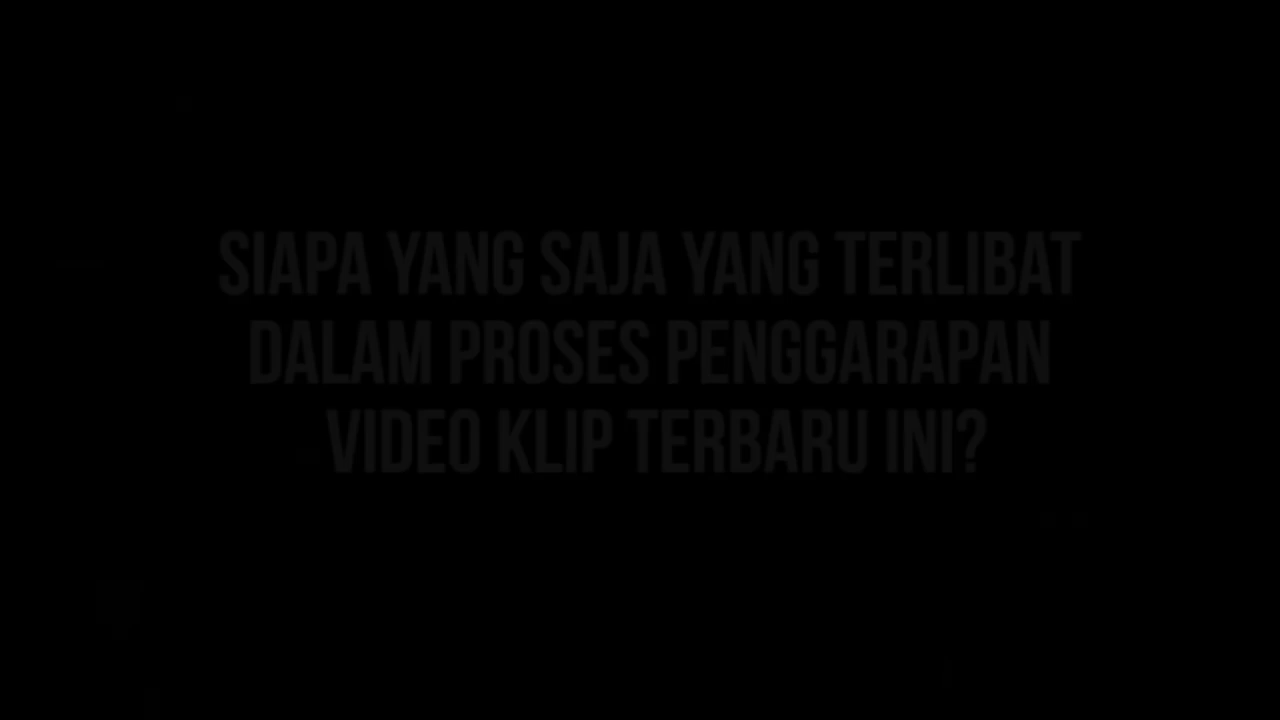 SIAPA YANG SAJA YANG TERLIBAT
DALAM PROSES PENGGARAPAN
VIDEO KLIP TERBARU INI?